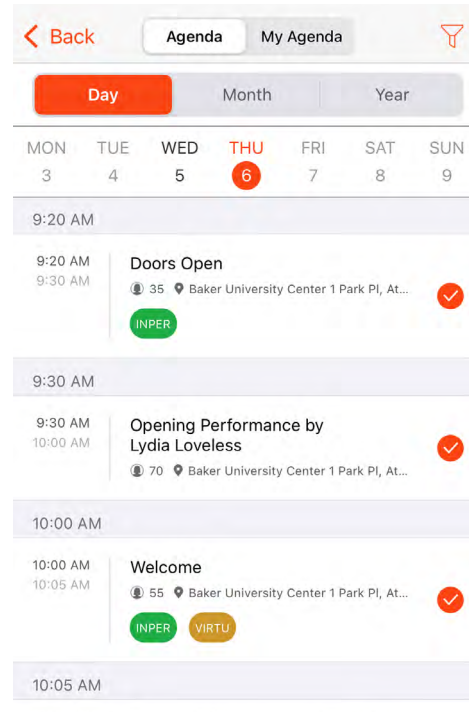 Back Agenda My Agenda
Day Month Year
MON TUE WED THU FRI SAT SUN
3 4 5 6 7 8 9
9:20 AM
9:20 AM Doors Open
9:30 AM
35 Baker University Center 1 Park Pl, At...
INPER
9:30 AM
9:30 AM Opening Performance by
10:00 AM Lydia Loveless
70 Baker University Center 1 Park Pl, At...
10:00 AM
10:00 AM Welcome
10:05 AM
55 Baker University Center 1 Park Pl, At...
INPER VIRTU
10:05 AM